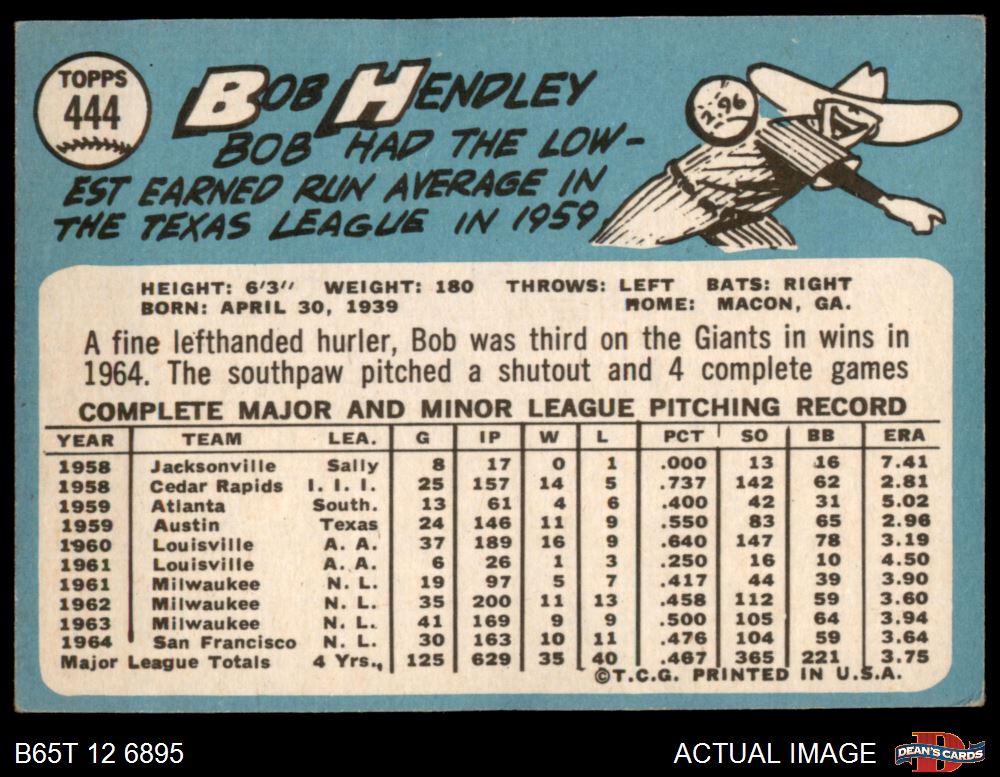 TOPPS
444
BOB HENDLEY
2.96
BOB HAD THE LOW-
EST EARNED RUN AVERAGE IN
THE TEXAS LEAGUE IN 1959.
HEIGHT: 6'3" WEIGHT: 180 THROWS: LEFT BATS: RIGHT
BORN: APRIL 30, 1939 HOME: MACON, GA.
A fine lefthanded hurler, Bob was third on the Giants in wins in
1964. The southpaw pitched a shutout and 4 complete games
COMPLETE MAJOR AND MINOR LEAGUE PITCHING RECORD
YEAR TEAM LEA. G IP W L PCT SO BB ERA
1958 Jacksonville Sally 8 17 0 1 .000 13 16 7.41
1958 Cedar Rapids I. I. I. 25 157 14 5 .737 142 62 2.81
1959 Atlanta South. 13 61 4 6 .400 42 31 5.02
1959 Austin Texas 24 146 11 9 .550 83 65 2.96
1960 Louisville A. A. 37 189 16 9 .640 147 78 3.19
1961 Louisville A. A. 6 26 1 3 .250 16 10 4.50
1961 Milwaukee N. L. 19 97 5 7 .417 44 39 3.90
1962 Milwaukee N. L. 35 200 11 13 .458 112 59 3.60
1963 Milwaukee N. L. 41 169 9 9 .500 105 64 3.94
1964 San Francisco N. L. 30 163 10 11 .476 104 59 3.64
Major League Totals 4 Yrs. 125 629 35 40 .467 365 221 3.75
©T.C.G. PRINTED IN U.S.A.
B65T 12 6895
ACTUAL IMAGE
D
DEAN'S CARDS